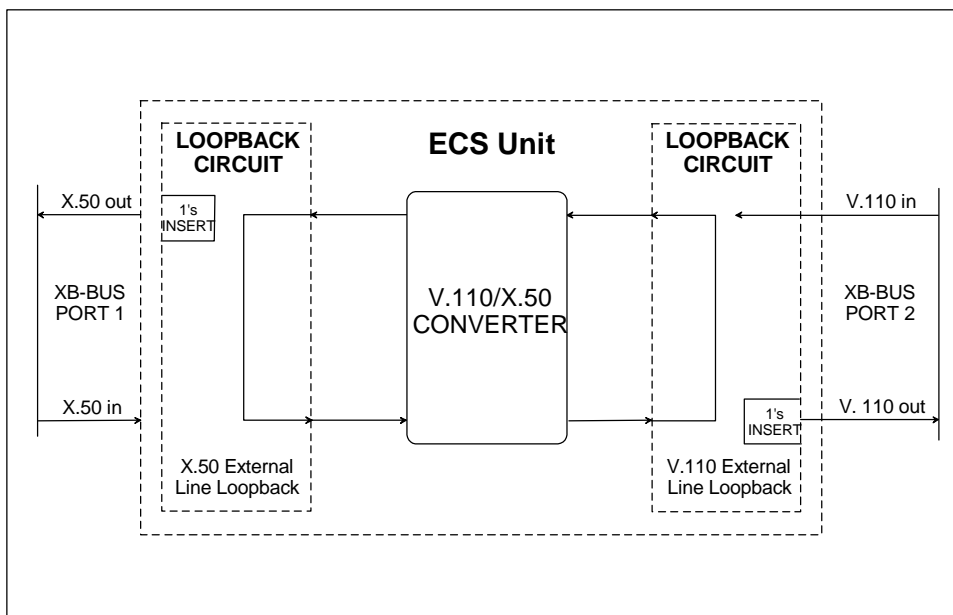 ECS Unit
LOOPBACK
CIRCUIT
LOOPBACK
CIRCUIT
X.50 out
1's
INSERT
V.110 in
XB-BUS
PORT 1
V.110/X.50
CONVERTER
XB-BUS
PORT 2
X.50 in
1's
INSERT
V. 110 out
X.50 External
Line Loopback
V.110 External
Line Loopback